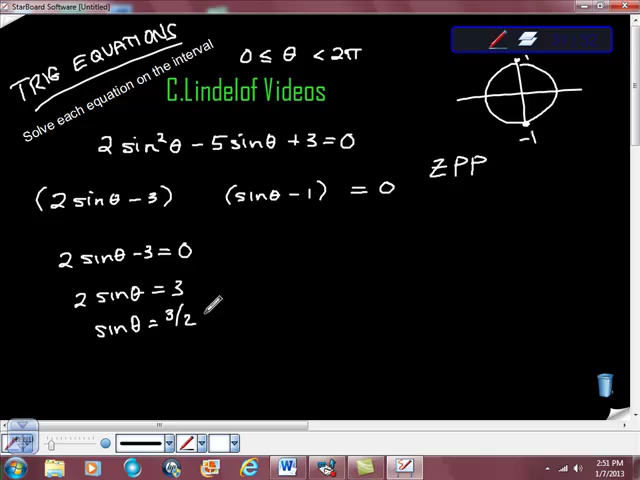 StarBoard Software
TRIG EQUATIONS
Solve each equation on the interval
0 ≤ θ < 2π
C.Lindelof Videos
1
-1
2 sin²θ - 5 sinθ + 3 = 0
ZPP
(2 sinθ - 3) (sinθ - 1) = 0
2 sinθ - 3 = 0
2 sinθ = 3
sinθ = 3/2
2:51 PM
1/7/2013